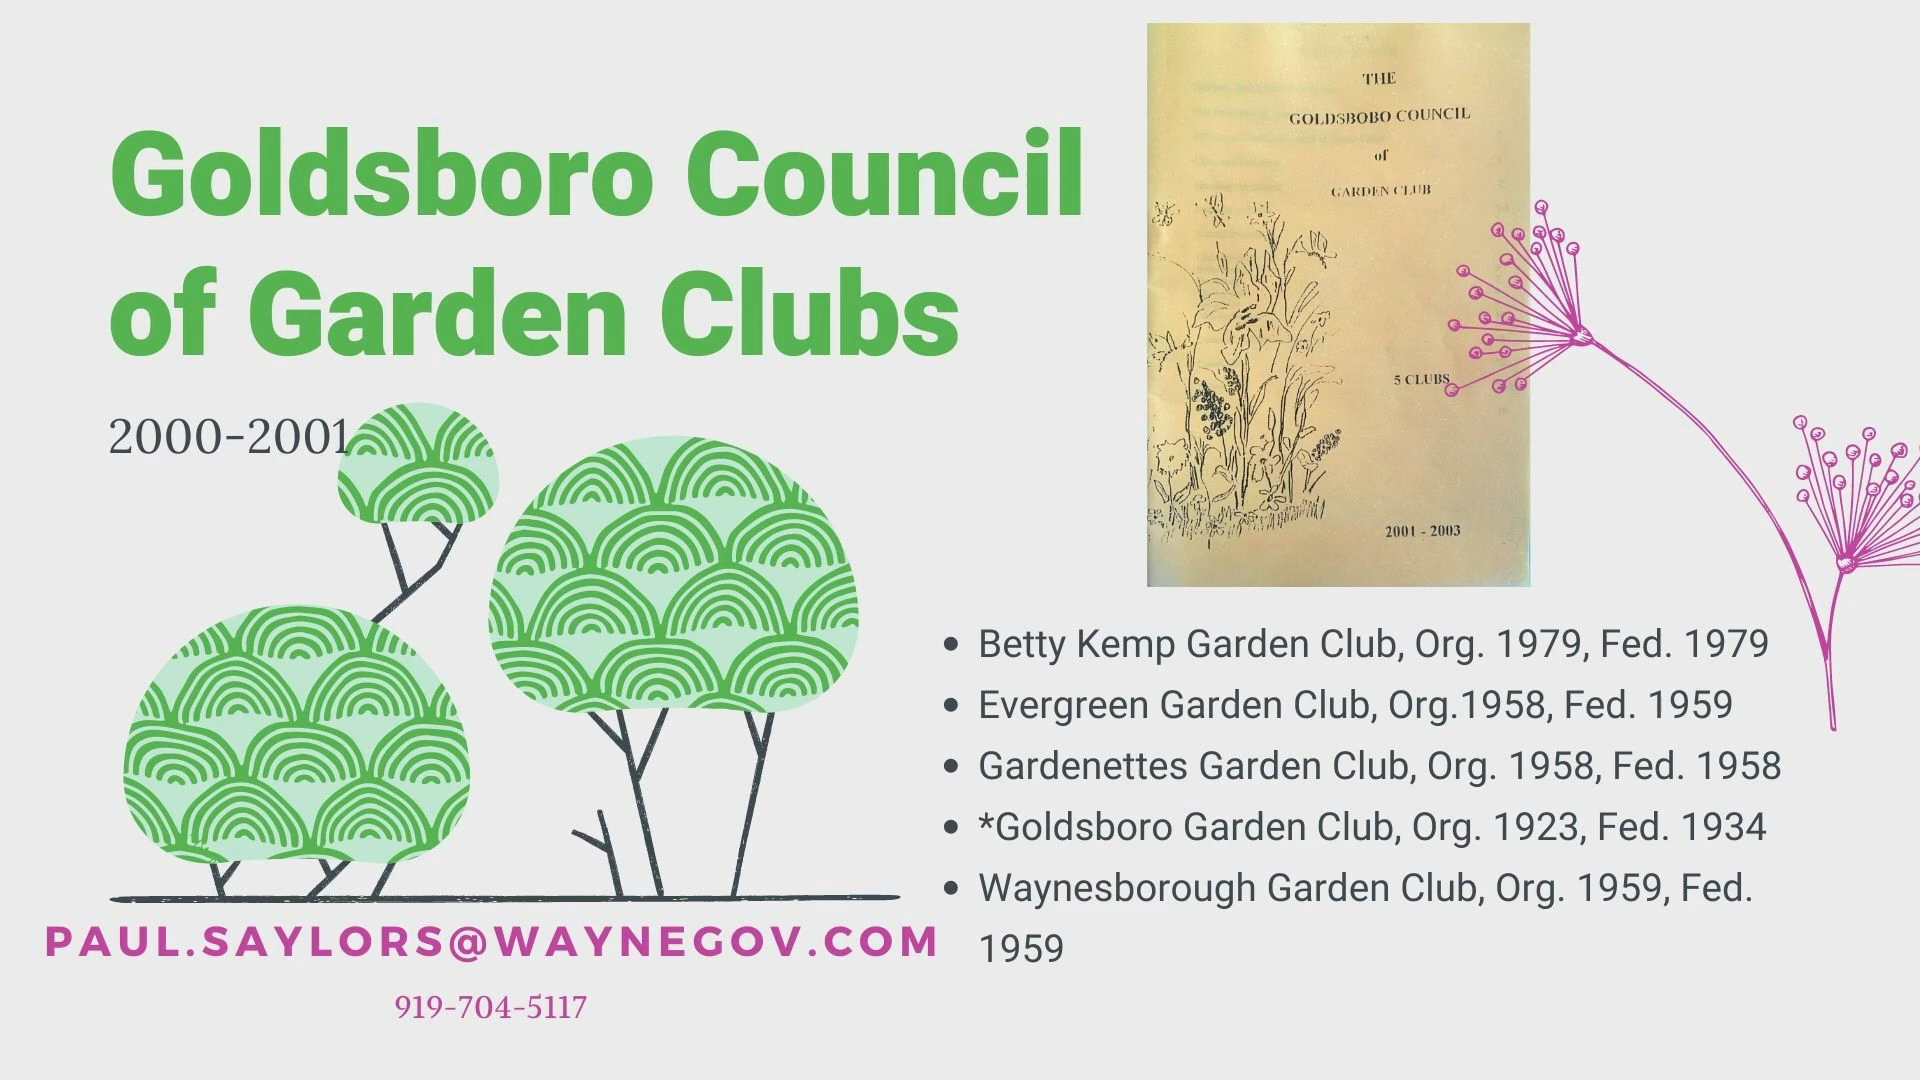 Goldsboro Council
of Garden Clubs
2000-2001
THE
GOLDSBOBO COUNCIL
of
GARDEN CLUB
5 CLUBS
2001 - 2003
• Betty Kemp Garden Club, Org. 1979, Fed. 1979
• Evergreen Garden Club, Org.1958, Fed. 1959
• Gardenettes Garden Club, Org. 1958, Fed. 1958
• *Goldsboro Garden Club, Org. 1923, Fed. 1934
• Waynesborough Garden Club, Org. 1959, Fed.
1959
PAUL.SAYLORS@WAYNEGOV.COM
919-704-5117